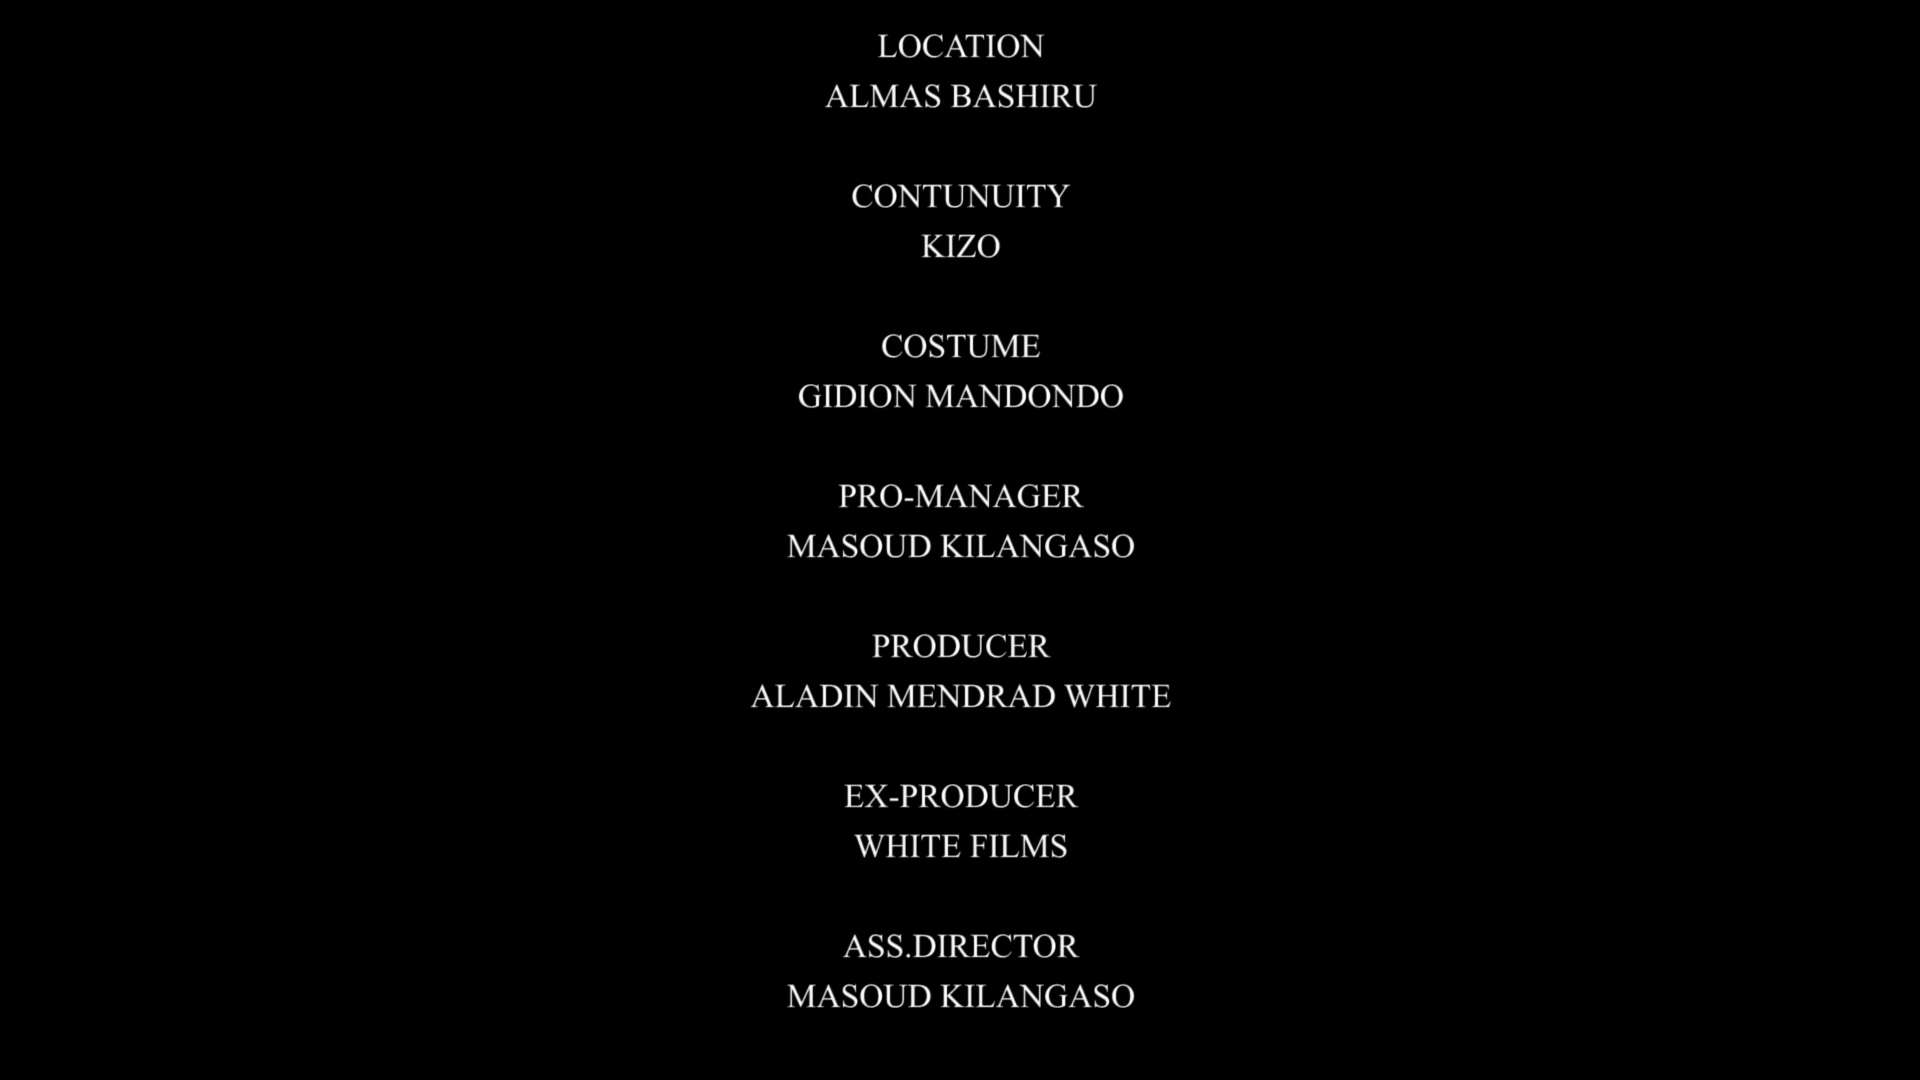 LOCATION
ALMAS BASHIRU
CONTUNUITY
KIZO
COSTUME
GIDION MANDONDO
PRO-MANAGER
MASOUD KILANGASO
PRODUCER
ALADIN MENDRAD WHITE
EX-PRODUCER
WHITE FILMS
ASS.DIRECTOR
MASOUD KILANGASO